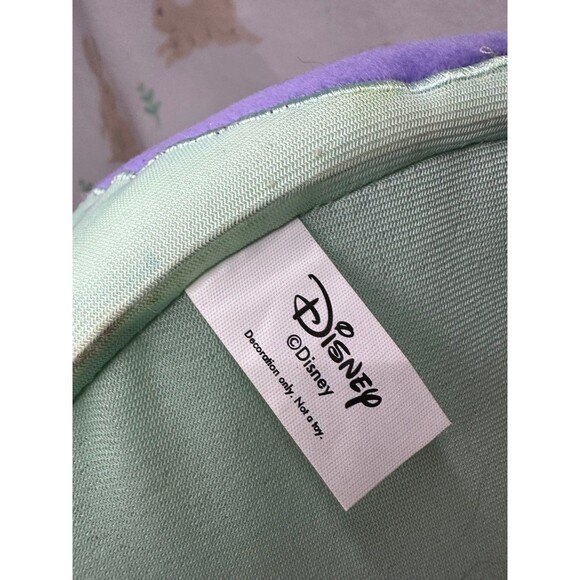 Disney
©Disney
Decoration only. Not a toy.